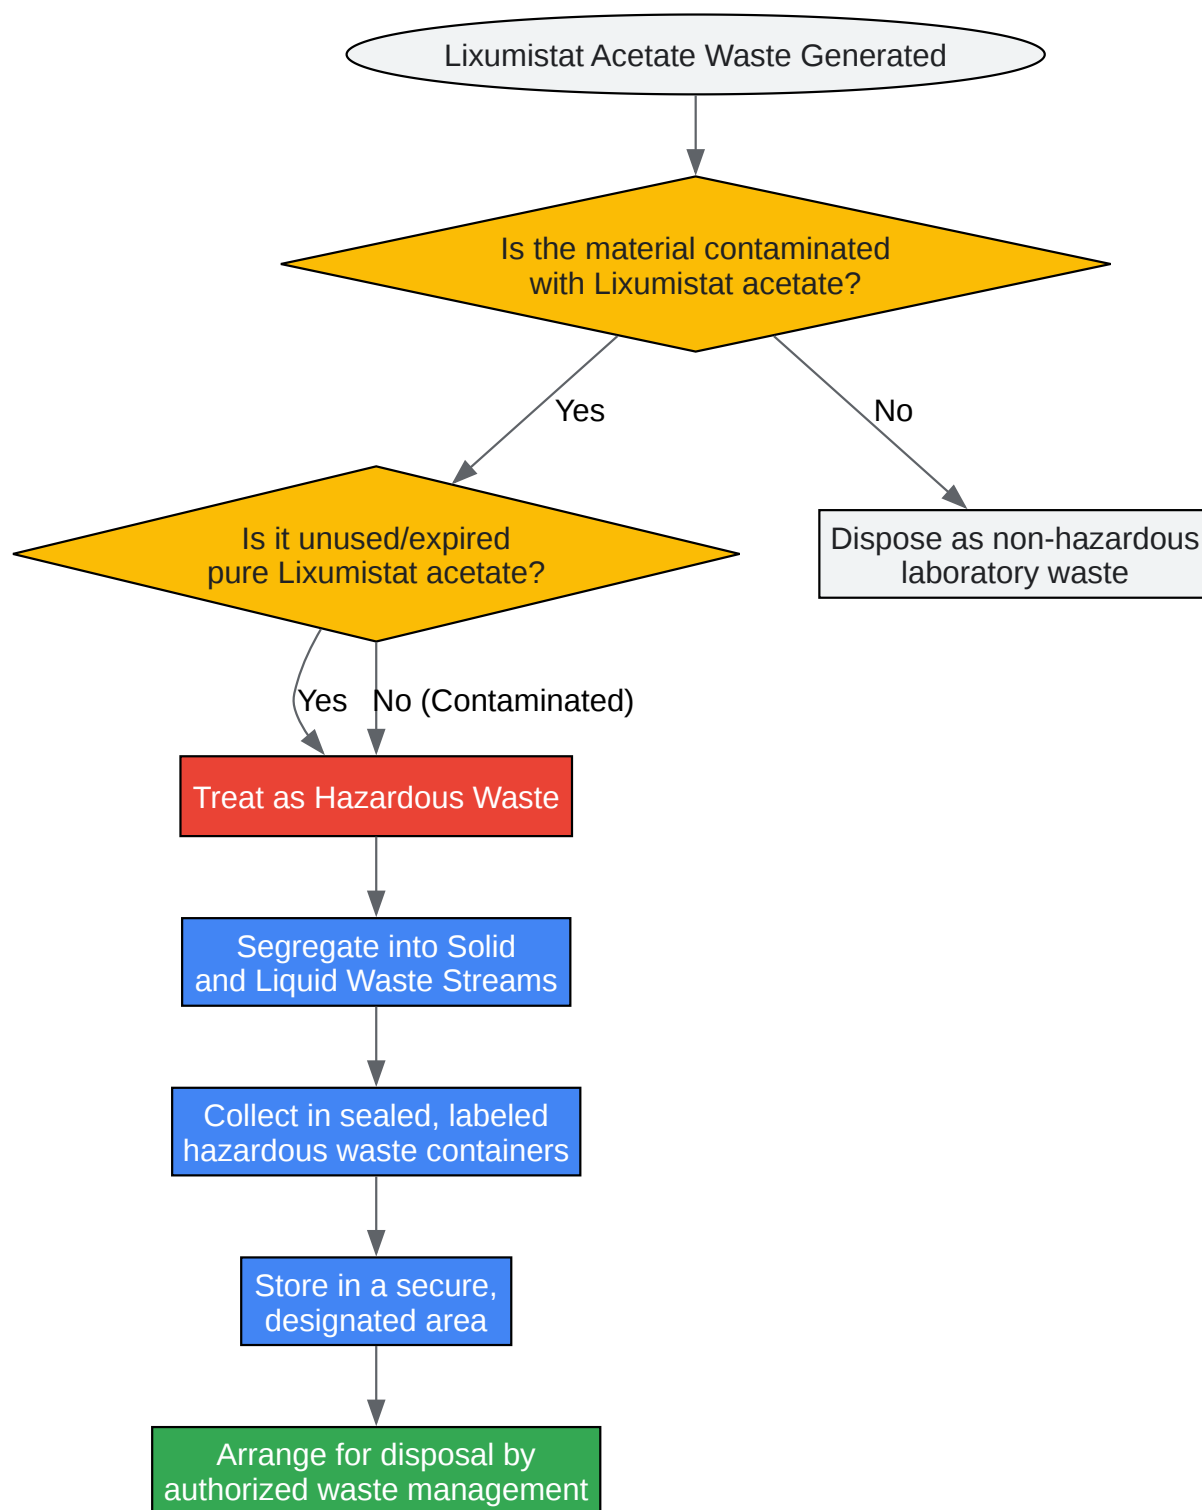 Lixumistat Acetate Waste Generated
Is the material contaminated
with Lixumistat acetate?
Yes
No
Is it unused/expired
pure Lixumistat acetate?
Dispose as non-hazardous
laboratory waste
Yes
No (Contaminated)
Treat as Hazardous Waste
Segregate into Solid
and Liquid Waste Streams
Collect in sealed, labeled
hazardous waste containers
Store in a secure,
designated area
Arrange for disposal by
authorized waste management